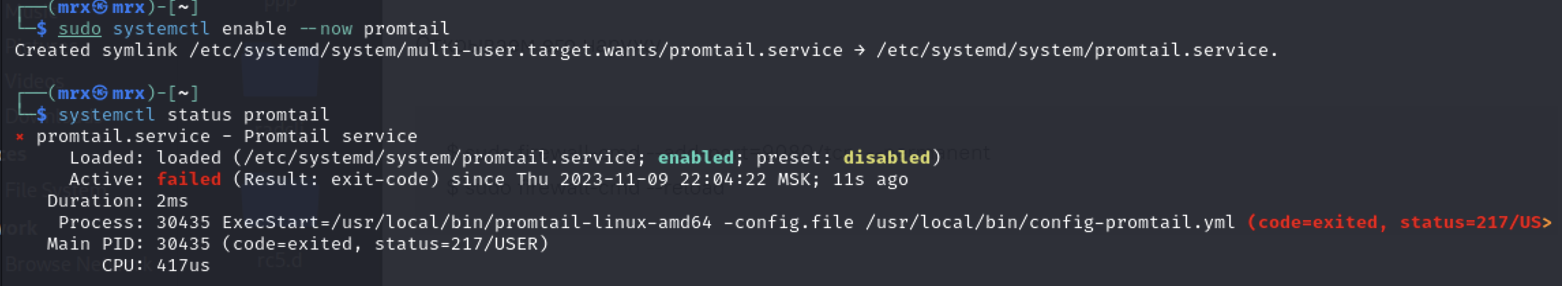 ┌──(mrx㉿mrx)-[~]
└─$ sudo systemctl enable --now promtail
Created symlink /etc/systemd/system/multi-user.target.wants/promtail.service → /etc/systemd/system/promtail.service.
┌──(mrx㉿mrx)-[~]
└─$ systemctl status promtail
× promtail.service - Promtail service
Loaded: loaded (/etc/systemd/system/promtail.service; enabled; preset: disabled)
Active: failed (Result: exit-code) since Thu 2023-11-09 22:04:22 MSK; 11s ago
Duration: 2ms
Process: 30435 ExecStart=/usr/local/bin/promtail-linux-amd64 -config.file /usr/local/bin/config-promtail.yml (code=exited, status=217/US>
Main PID: 30435 (code=exited, status=217/USER)
CPU: 417us